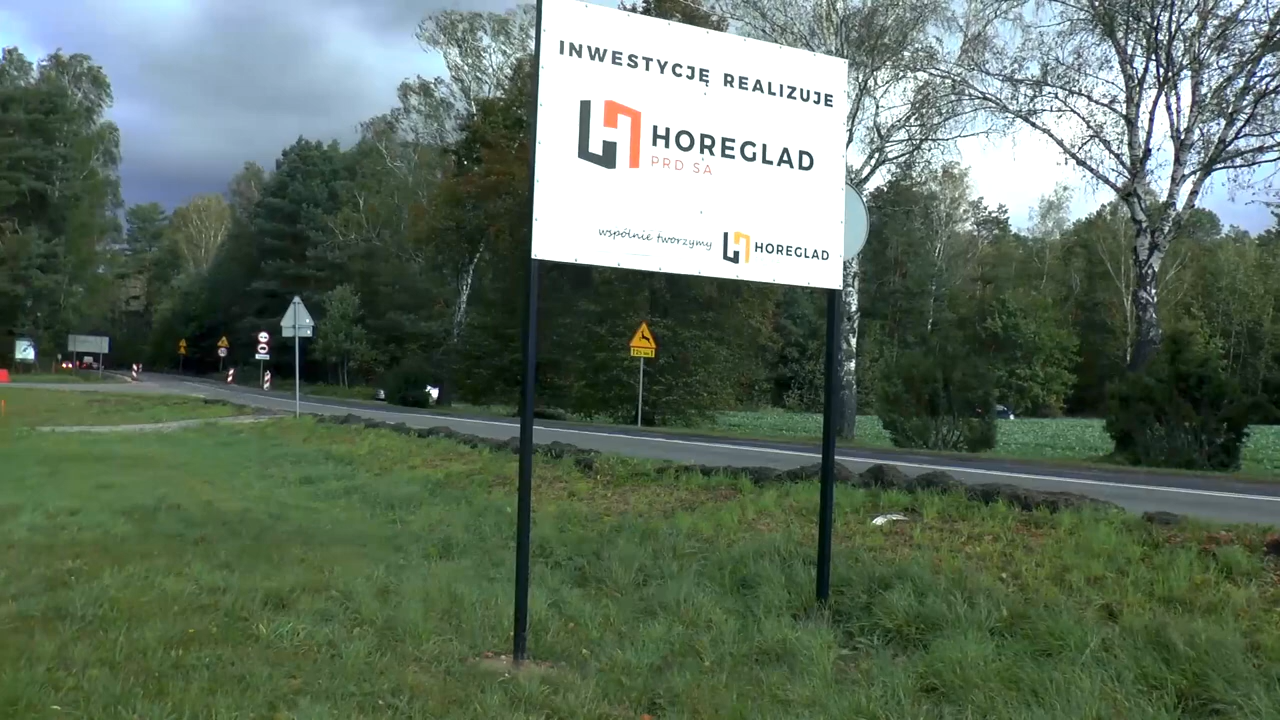 INWESTYCJĘ REALIZUJE
HOREGLAD
PRD SA
wspólnie tworzymy HOREGLAD